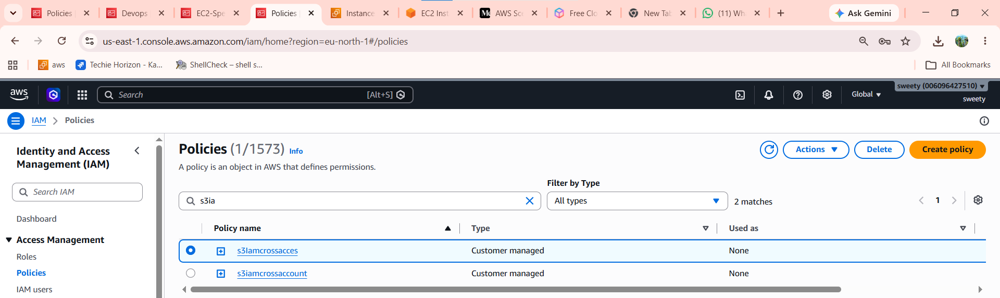 Policies
Devops
EC2-Spe
Policies
Instance
EC2 Inst
AWS Sce
Free Clo
New Tab
(11) Wh
Ask Gemini
us-east-1.console.aws.amazon.com/iam/home?region=eu-north-1#/policies
aws
Techie Horizon - Ka...
ShellCheck – shell s...
All Bookmarks
aws
Search
[Alt+S]
Global
sweety (006096427510)
sweety
IAM
Policies
Identity and Access
Management (IAM)
Search IAM
Dashboard
Access Management
Roles
Policies
IAM users
Policies (1/1573) Info
Actions
Delete
Create policy
A policy is an object in AWS that defines permissions.
Filter by Type
s3ia
All types
2 matches
1
Policy name
Type
Used as
s3Iamcrossacces
Customer managed
None
s3iamcrossaccount
Customer managed
None